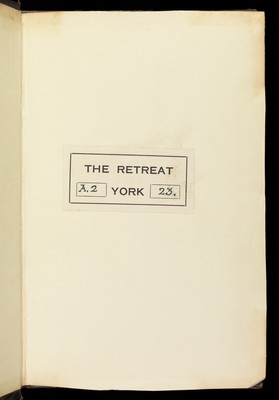 THE RETREAT
A.2 YORK 23.